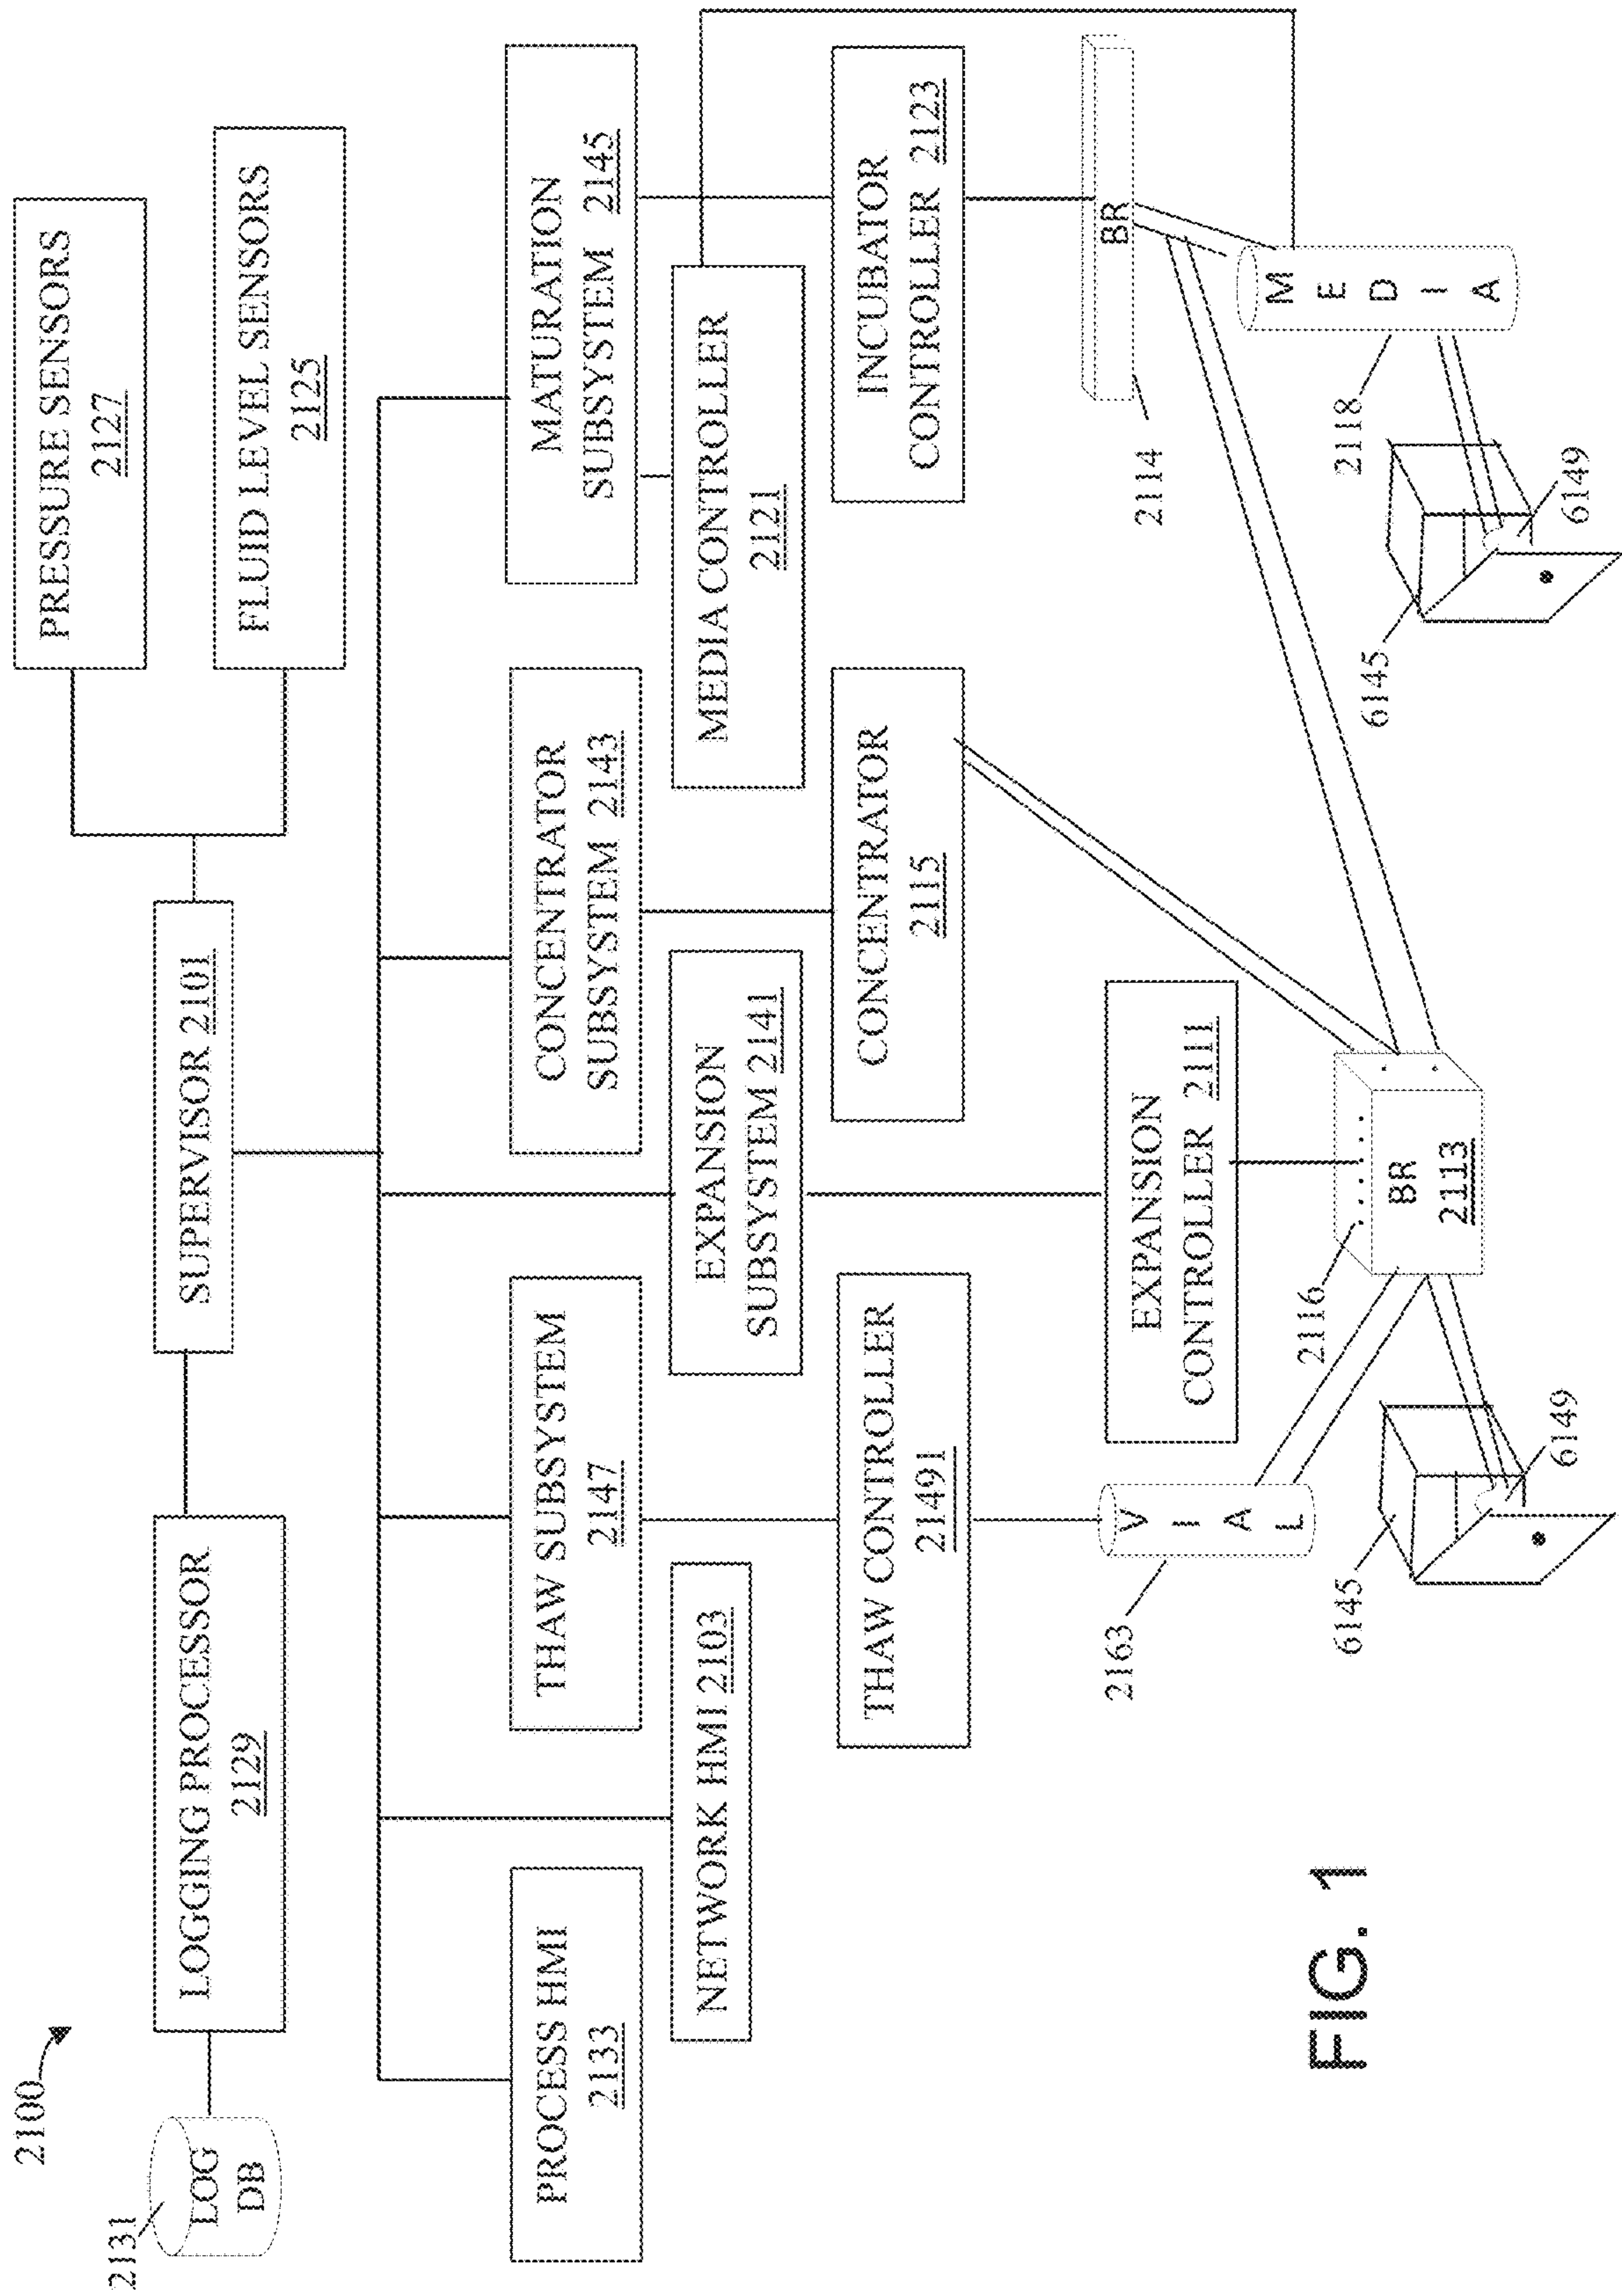 2100
2131
LOG
DB
LOGGING PROCESSOR
2129
SUPERVISOR 2101
PRESSURE SENSORS
2127
FLUID LEVEL SENSORS
2125
PROCESS HMI
2133
THAW SUBSYSTEM
2147
CONCENTRATOR
SUBSYSTEM 2143
MATURATION
SUBSYSTEM 2145
NETWORK HMI 2103
EXPANSION
SUBSYSTEM 2141
MEDIA CONTROLLER
2121
THAW CONTROLLER
21491
CONCENTRATOR
2115
INCUBATOR
CONTROLLER 2123
2163
VIAL
EXPANSION
CONTROLLER 2111
BR
2114
2116
BR
2113
MEDIA
2118
6145
6149
6145
6149
FIG. 1